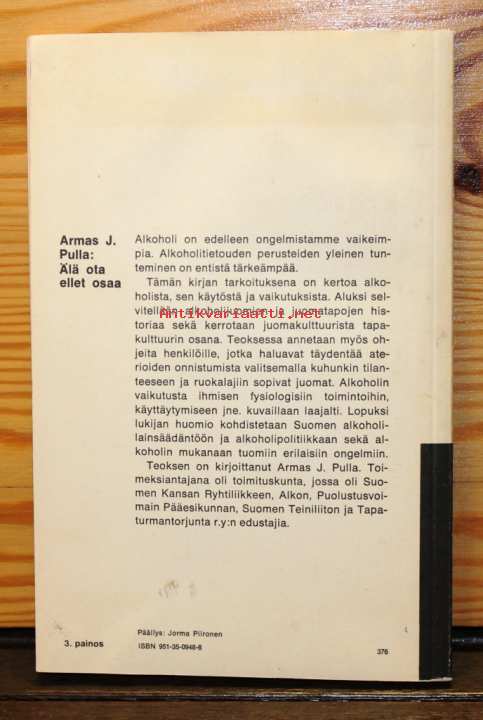 Armas J.
Pulla:
Älä ota
ellet osaa
Alkoholi on edelleen ongelmistamme vaikeim-
pia. Alkoholitietouden perusteiden yleinen tun-
teminen on entistä tärkeämpää.
Tämän kirjan tarkoituksena on kertoa alko-
holista, sen käytöstä ja vaikutuksista. Aluksi sel-
vitellään alkoholijuomien ja juomatapojen his-
toriaa sekä kerrotaan juomakulttuurista tapa-
kulttuurin osana. Teoksessa annetaan myös oh-
jeita henkilöille, jotka haluavat täydentää ate-
rioiden onnistumista valitsemalla kuhunkin tilan-
teeseen ja ruokalajiin sopivat juomat. Alkoholin
vaikutusta ihmisen fysiologisiin toimintoihin,
käyttäytymiseen jne. kuvaillaan laajalti. Lopuksi
lukijan huomio kohdistetaan Suomen alkoholi-
lainsäädäntöön ja alkoholipolitiikkaan sekä al-
koholin mukanaan tuomiin erilaisiin ongelmiin.
Teoksen on kirjoittanut Armas J. Pulla. Toi-
meksiantajana oli toimituskunta, jossa oli Suo-
men Kansan Ryhtiliikkeen, Alkon, Puolustusvoi-
main Pääesikunnan, Suomen Teiniliiton ja Tapa-
turmantorjunta r.y:n edustajia.
Antikvariaatti.net
3. painos
Päällys: Jorma Piironen
ISBN 951-35-0948-8
376